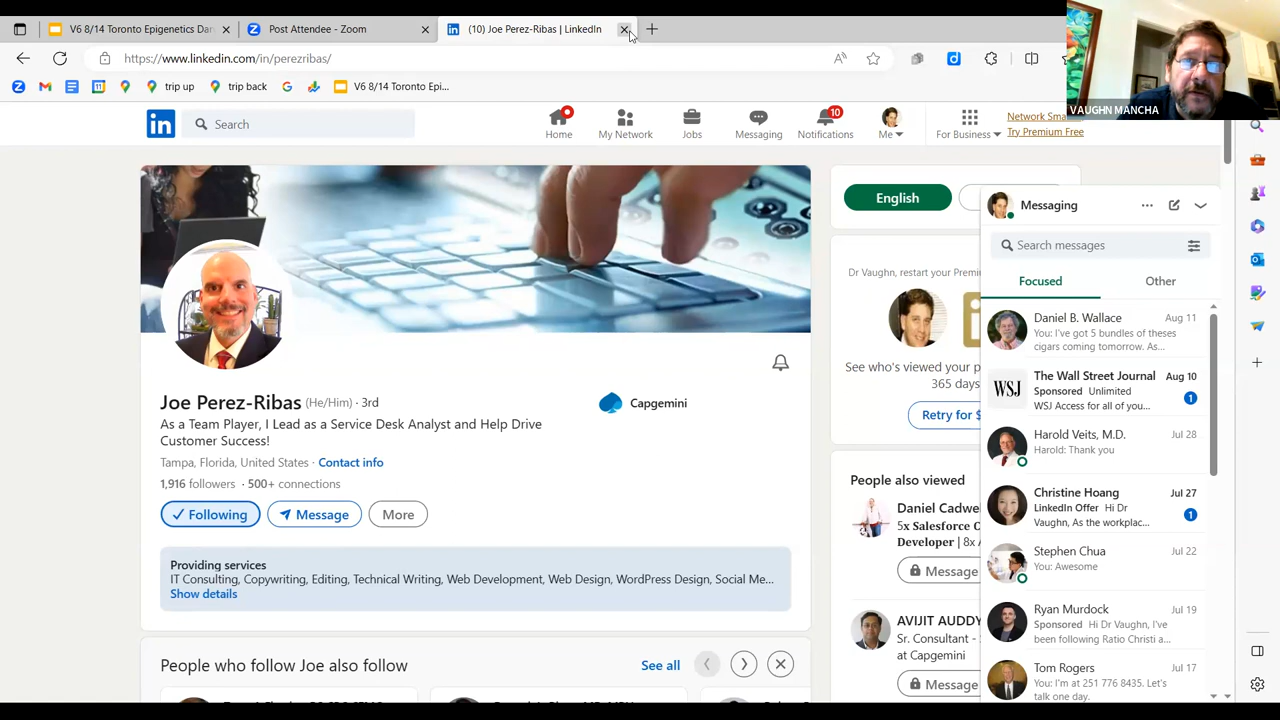 V6 8/14 Toronto Epigenetics Dan
Post Attendee - Zoom
(10) Joe Perez-Ribas | LinkedIn
https://www.linkedin.com/in/perezribas/
trip up
trip back
V6 8/14 Toronto Epi...
VAUGHN MANCHA
in
Search
Home
My Network
Jobs
Messaging
10
Notifications
Me
For Business
Network Sma
Try Premium Free
English
Joe Perez-Ribas (He/Him) · 3rd
As a Team Player, I Lead as a Service Desk Analyst and Help Drive
Customer Success!
Tampa, Florida, United States · Contact info
1,916 followers · 500+ connections
Following
Message
More
Capgemini
Providing services
IT Consulting, Copywriting, Editing, Technical Writing, Web Development, Web Design, WordPress Design, Social Me...
Show details
People who follow Joe also follow
See all
Dr Vaughn, restart your Premi
See who's viewed your p
365 days
Retry for $
People also viewed
Daniel Cadwe
5x Salesforce C
Developer | 8x
Message
AVIJIT AUDDY
Sr. Consultant -
at Capgemini
Message
Messaging
Search messages
Focused
Other
Daniel B. Wallace
Aug 11
You: I've got 5 bundles of theses
cigars coming tomorrow. As...
The Wall Street Journal
Aug 10
Sponsored Unlimited
WSJ Access for all of you...
1
WSJ
Harold Veits, M.D.
Jul 28
Harold: Thank you
Christine Hoang
Jul 27
LinkedIn Offer Hi Dr
Vaughn, As the workplac...
1
Stephen Chua
Jul 22
You: Awesome
Ryan Murdock
Jul 19
Sponsored Hi Dr Vaughn, I've
been following Ratio Christi a...
Tom Rogers
Jul 17
You: I'm at 251 776 8435. Let's
talk one day.